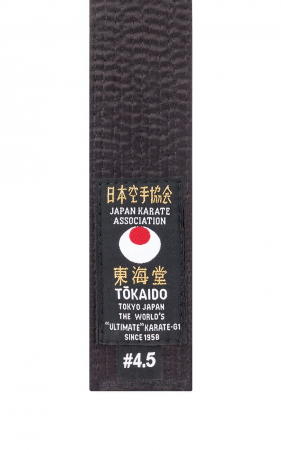 日本空手協会
JAPAN KARATE
ASSOCIATION
東海堂
TŌKAIDO
TOKYO JAPAN
THE WORLD'S
"ULTIMATE" KARATE-GI
SINCE 1958
#4.5